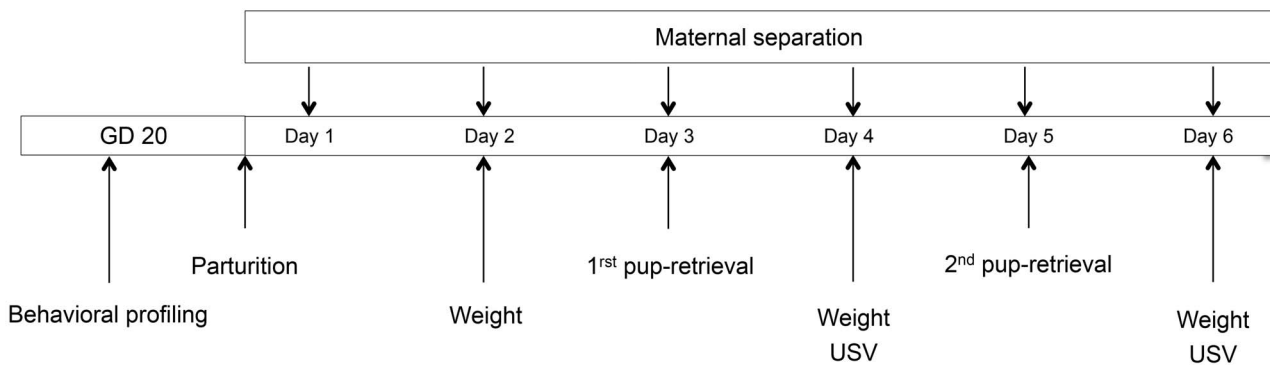 Maternal separation
GD 20
Day 1
Day 2
Day 3
Day 4
Day 5
Day 6
Parturition
1rst pup-retrieval
2nd pup-retrieval
Behavioral profiling
Weight
Weight
USV
Weight
USV